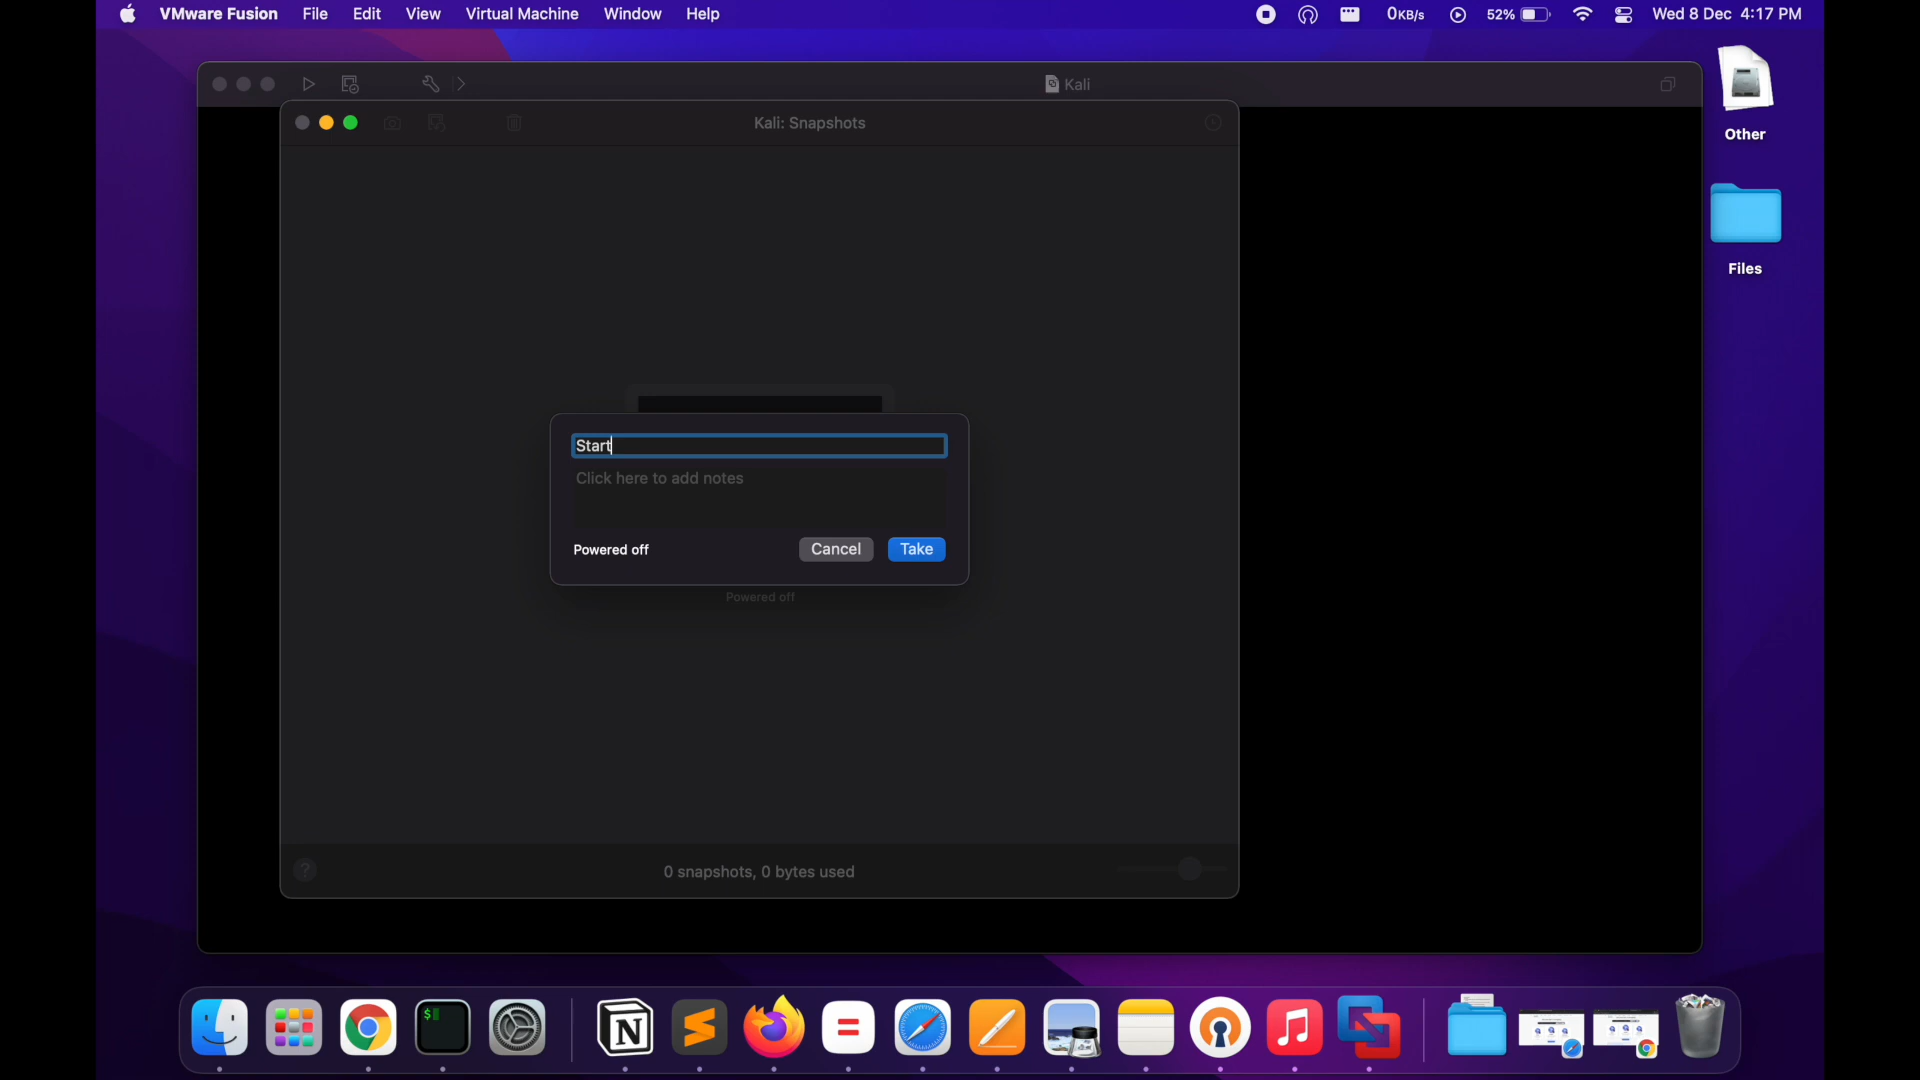 VMware Fusion File Edit View Virtual Machine Window Help 0KB/s 52% Wed 8 Dec 4:17 PM
Kali
Kali: Snapshots
Other
Files
Start
Click here to add notes
Powered off Cancel Take
Powered off
? 0 snapshots, 0 bytes used
$
N